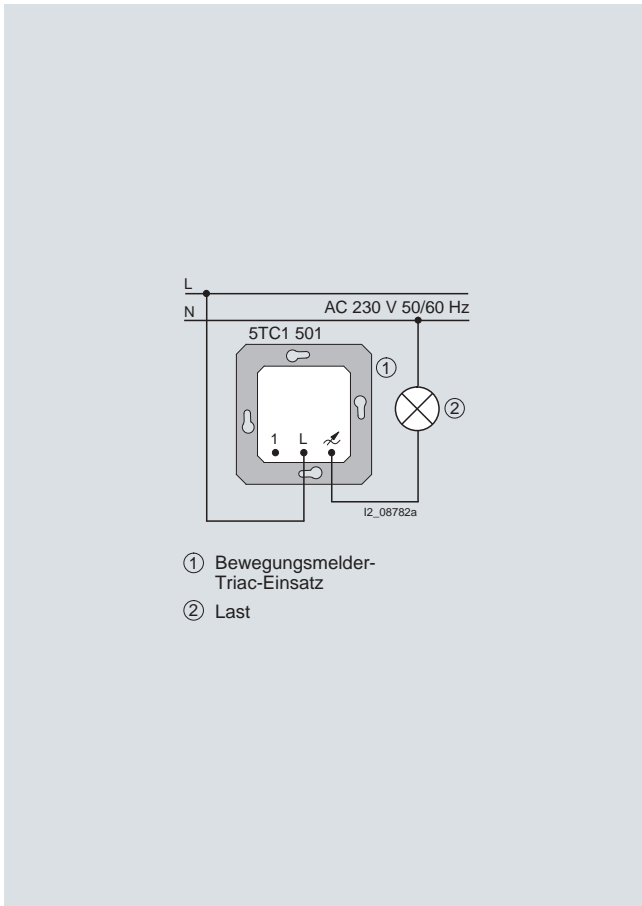 L
AC 230 V 50/60 Hz
N
5TC1 501
1
2
1 L
I2_08782a
1 Bewegungsmelder-
Triac-Einsatz
2 Last